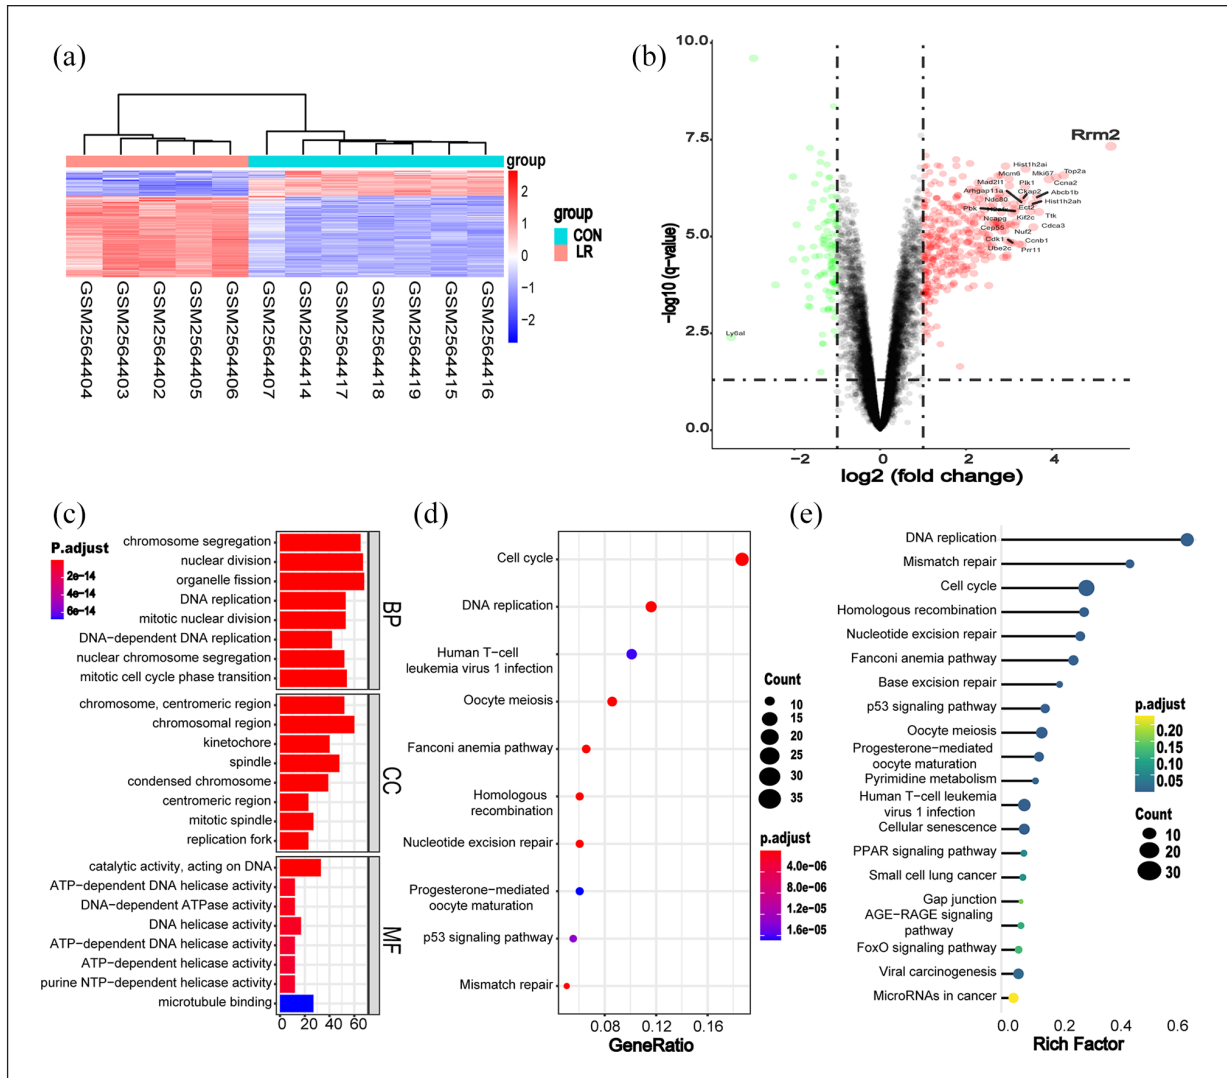 (a)
group
2
1
0
−1
−2
group
CON
LR
GSM2564404
GSM2564403
GSM2564402
GSM2564405
GSM2564406
GSM2564407
GSM2564414
GSM2564417
GSM2564418
GSM2564419
GSM2564415
GSM2564416
(b)
10.0
7.5
5.0
2.5
0.0
−log10 (q−value)
Rrm2
Hist1h2ai
Mcm6
Mki67
Top2a
Mad2l1
Plk1
Ccna2
Arhgap11a
Ckap2
Abcb1b
Ndc80
Hist1h2ah
Pbk
Ect2
Ncapg
Kif2c
Ttk
Cep55
Cdca3
Nuf2
Cdk1
Ccnb1
Ube2c
Prr11
Ly6al
−2
0
2
4
log2 (fold change)
(c)
P.adjust
2e−14
4e−14
6e−14
chromosome segregation
nuclear division
organelle fission
DNA replication
mitotic nuclear division
DNA−dependent DNA replication
nuclear chromosome segregation
mitotic cell cycle phase transition
BP
chromosome, centromeric region
chromosomal region
kinetochore
spindle
condensed chromosome
centromeric region
mitotic spindle
replication fork
CC
catalytic activity, acting on DNA
ATP−dependent DNA helicase activity
DNA−dependent ATPase activity
DNA helicase activity
ATP−dependent DNA helicase activity
ATP−dependent helicase activity
purine NTP−dependent helicase activity
microtubule binding
MF
0 20 40 60
(d)
Cell cycle
DNA replication
Human T−cell
leukemia virus 1 infection
Oocyte meiosis
Fanconi anemia pathway
Homologous
recombination
Nucleotide excision repair
Progesterone−mediated
oocyte maturation
p53 signaling pathway
Mismatch repair
0.08 0.12 0.16
GeneRatio
Count
10
15
20
25
30
35
p.adjust
4.0e−06
8.0e−06
1.2e−05
1.6e−05
(e)
DNA replication
Mismatch repair
Cell cycle
Homologous recombination
Nucleotide excision repair
Fanconi anemia pathway
Base excision repair
p53 signaling pathway
Oocyte meiosis
Progesterone−mediated
oocyte maturation
Pyrimidine metabolism
Human T−cell leukemia
virus 1 infection
Cellular senescence
PPAR signaling pathway
Small cell lung cancer
Gap junction
AGE−RAGE signaling
pathway
FoxO signaling pathway
Viral carcinogenesis
MicroRNAs in cancer
0.0 0.2 0.4 0.6
Rich Factor
p.adjust
0.20
0.15
0.10
0.05
Count
10
20
30